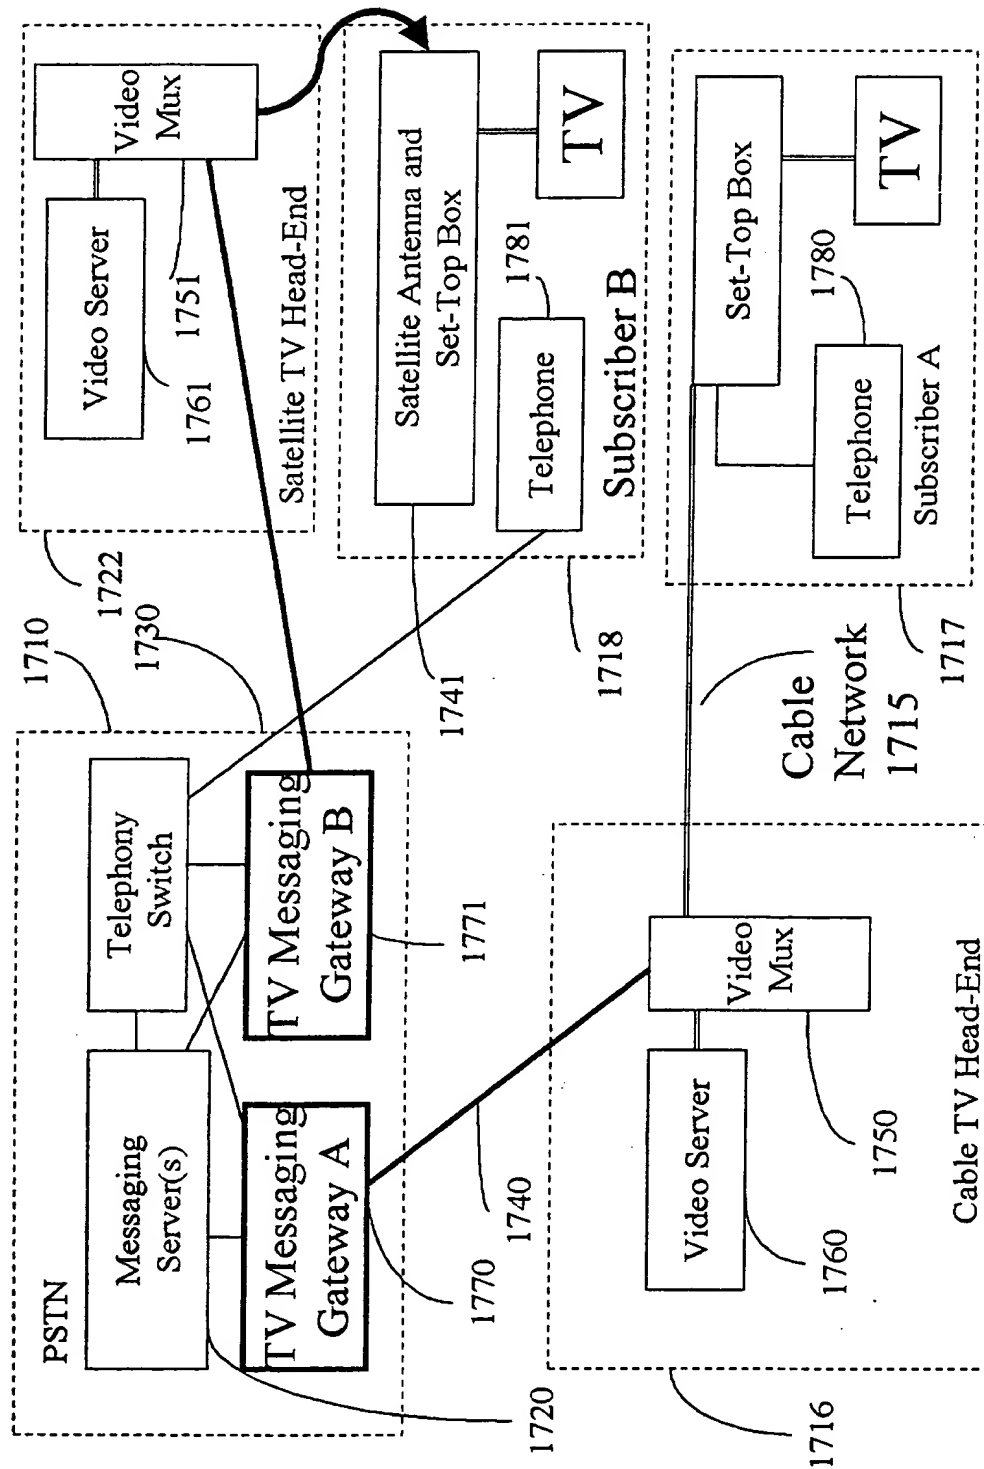 PSTN
Messaging
Server(s)
Telephony
Switch
TV Messaging
Gateway A
TV Messaging
Gateway B
1710
1730
1720
1770
1771
1740
Video Server
Video
Mux
1761
1751
Satellite TV Head-End
1722
Satellite Antenna and
Set-Top Box
TV
Telephone
1781
Subscriber B
1741
1718
Set-Top Box
TV
Telephone
1780
Subscriber A
1717
Cable
Network
1715
Video Server
Video
Mux
1760
1750
Cable TV Head-End
1716